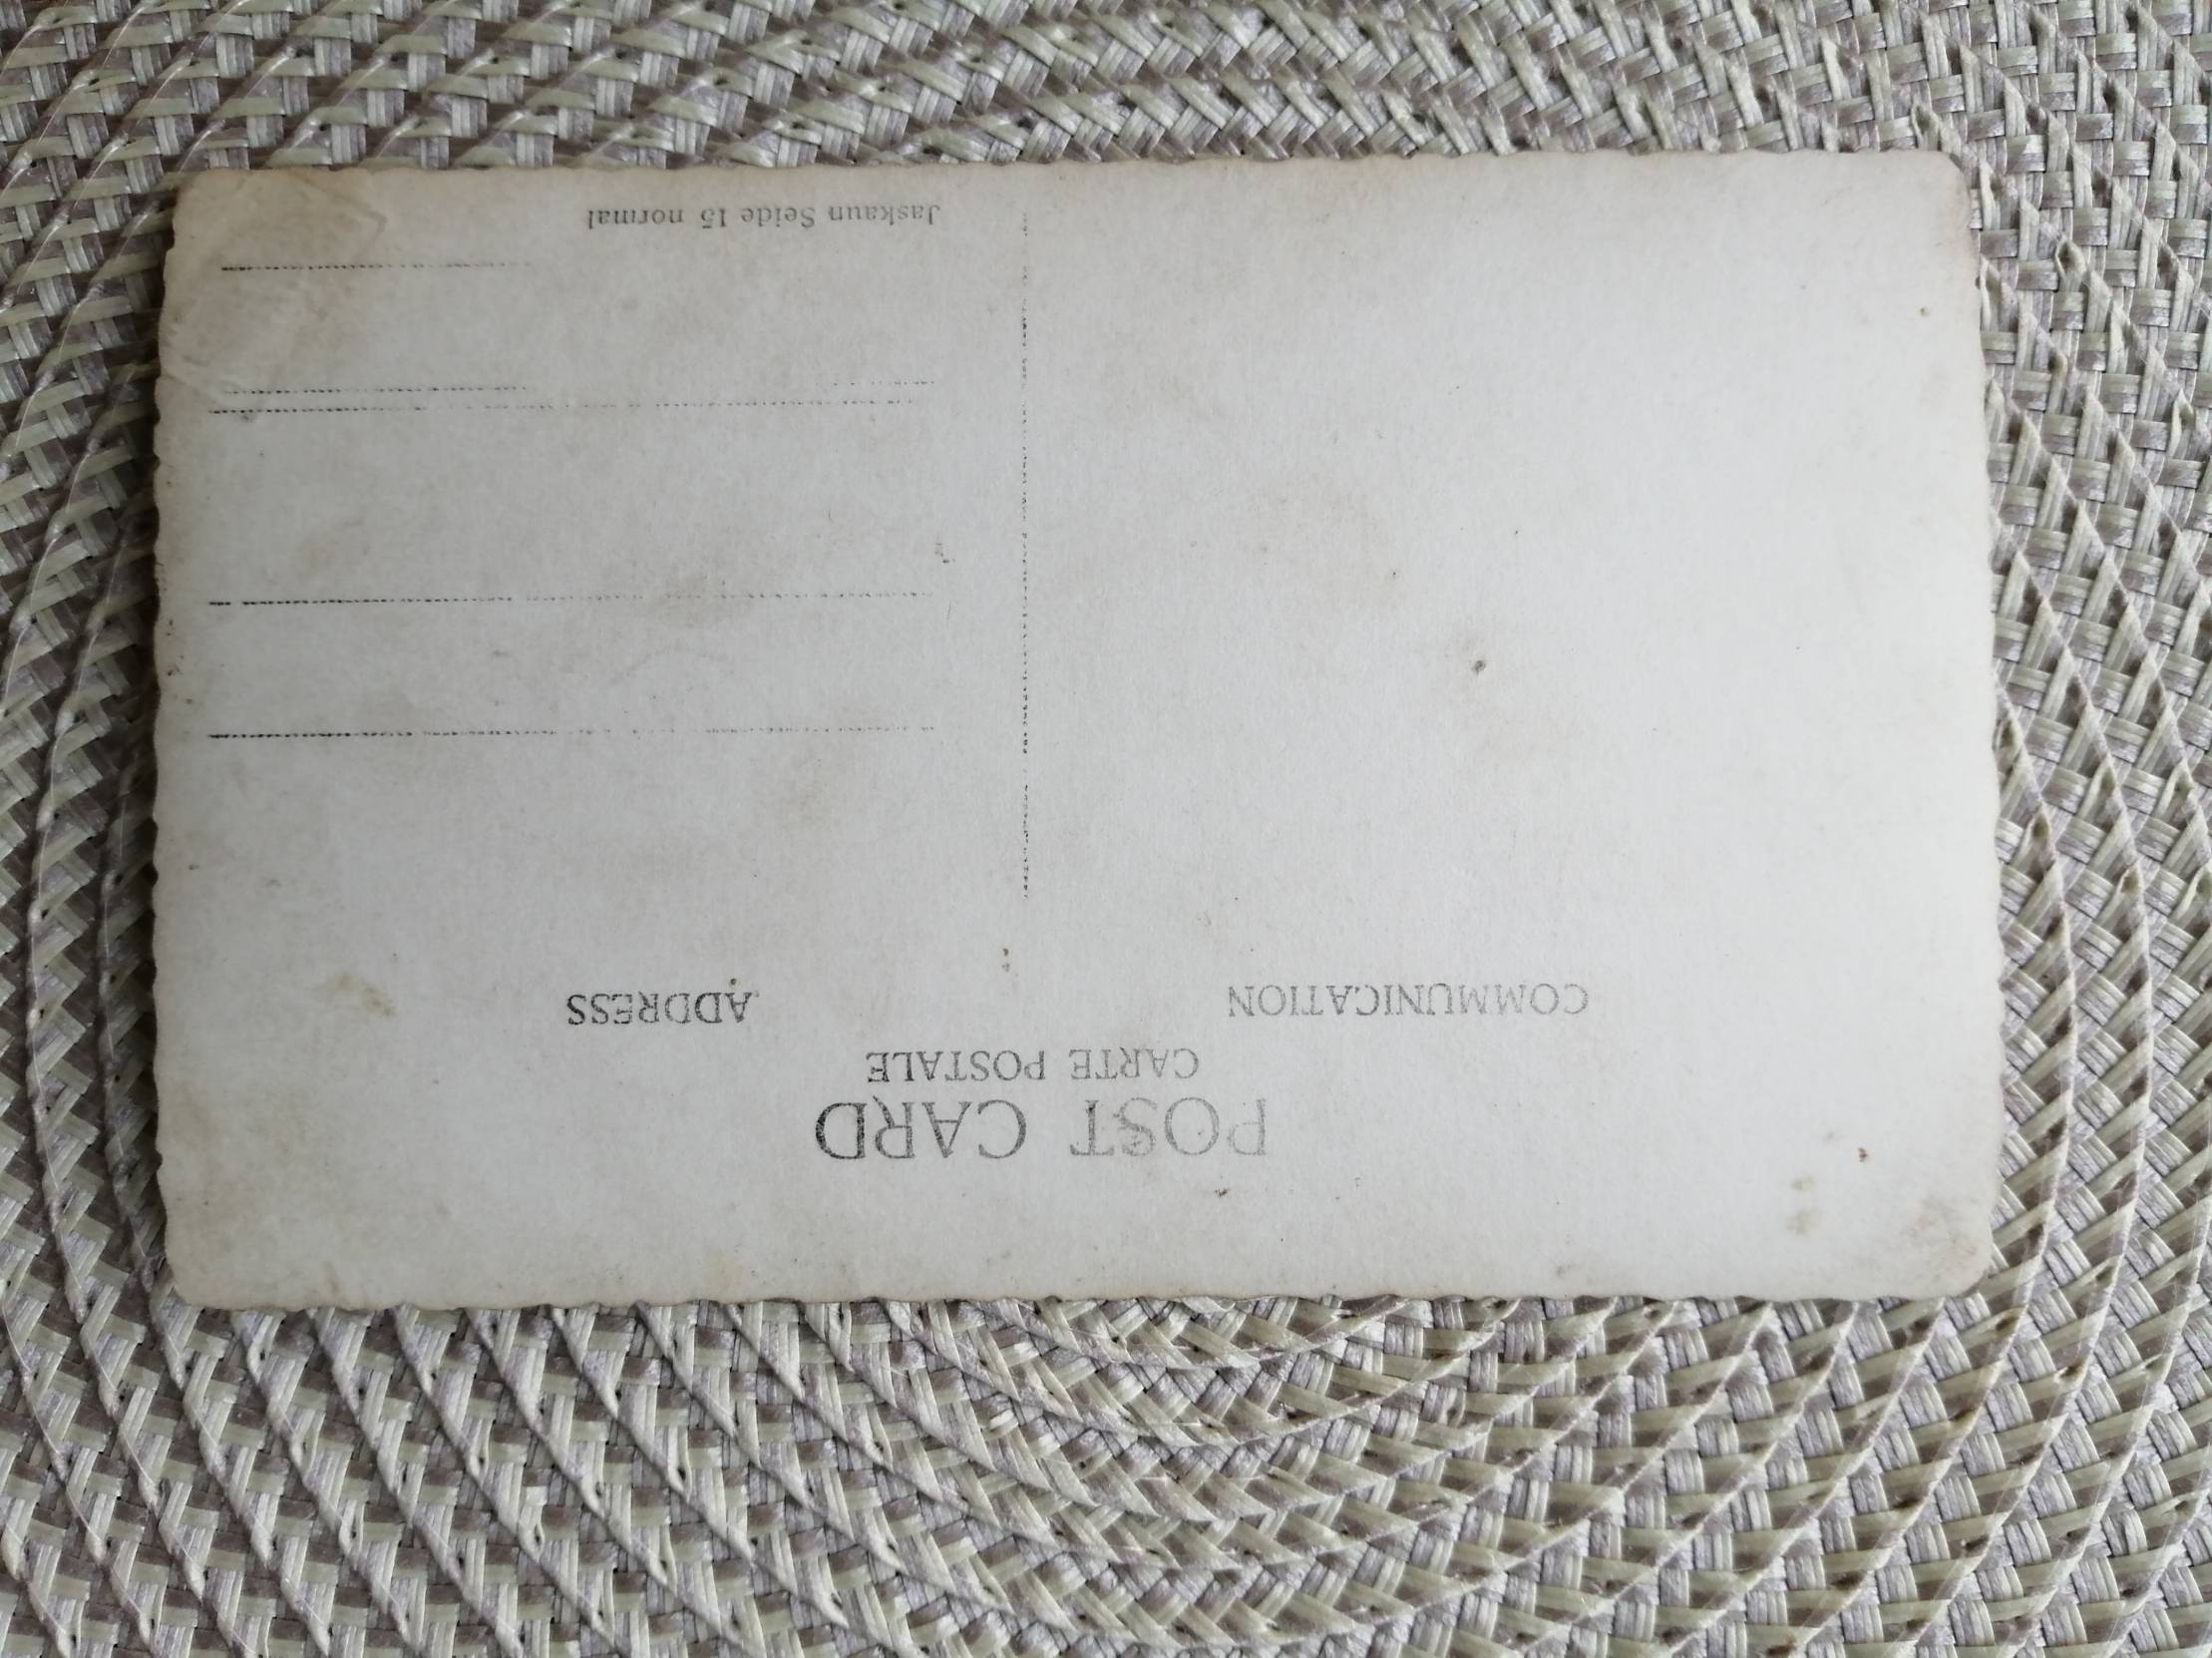 POST CARD
CARTE POSTALE
COMMUNICATION
ADDRESS
Jaskaun Seide 15 normal